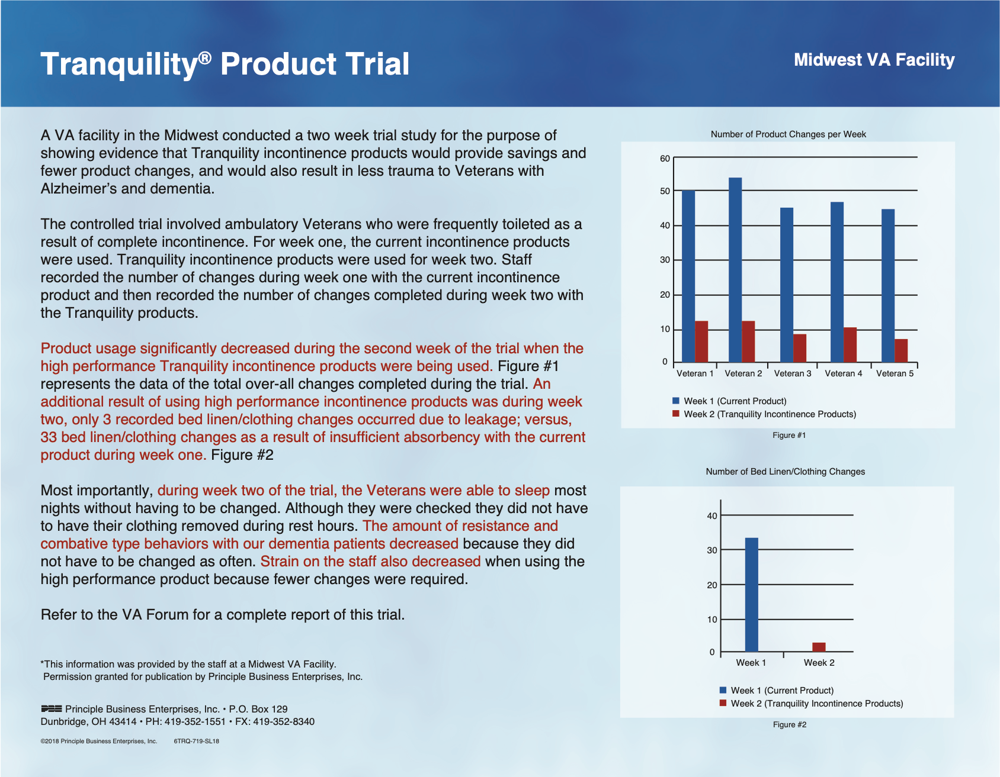 Tranquility® Product Trial
Midwest VA Facility
A VA facility in the Midwest conducted a two week trial study for the purpose of
showing evidence that Tranquility incontinence products would provide savings and
fewer product changes, and would also result in less trauma to Veterans with
Alzheimer's and dementia.
The controlled trial involved ambulatory Veterans who were frequently toileted as a
result of complete incontinence. For week one, the current incontinence products
were used. Tranquility incontinence products were used for week two. Staff
recorded the number of changes during week one with the current incontinence
product and then recorded the number of changes completed during week two with
the Tranquility products.
Product usage significantly decreased during the second week of the trial when the
high performance Tranquility incontinence products were being used. Figure #1
represents the data of the total over-all changes completed during the trial. An
additional result of using high performance incontinence products was during week
two, only 3 recorded bed linen/clothing changes occurred due to leakage; versus,
33 bed linen/clothing changes as a result of insufficient absorbency with the current
product during week one. Figure #2
Most importantly, during week two of the trial, the Veterans were able to sleep most
nights without having to be changed. Although they were checked they did not have
to have their clothing removed during rest hours. The amount of resistance and
combative type behaviors with our dementia patients decreased because they did
not have to be changed as often. Strain on the staff also decreased when using the
high performance product because fewer changes were required.
Refer to the VA Forum for a complete report of this trial.
*This information was provided by the staff at a Midwest VA Facility.
Permission granted for publication by Principle Business Enterprises, Inc.
PBE Principle Business Enterprises, Inc. • P.O. Box 129
Dunbridge, OH 43414 • PH: 419-352-1551 • FX: 419-352-8340
©2018 Principle Business Enterprises, Inc. 6TRQ-719-SL18
Number of Product Changes per Week
60
50
40
30
20
10
0
Veteran 1 Veteran 2 Veteran 3 Veteran 4 Veteran 5
Week 1 (Current Product)
Week 2 (Tranquility Incontinence Products)
Figure #1
Number of Bed Linen/Clothing Changes
40
30
20
10
0
Week 1 Week 2
Week 1 (Current Product)
Week 2 (Tranquility Incontinence Products)
Figure #2